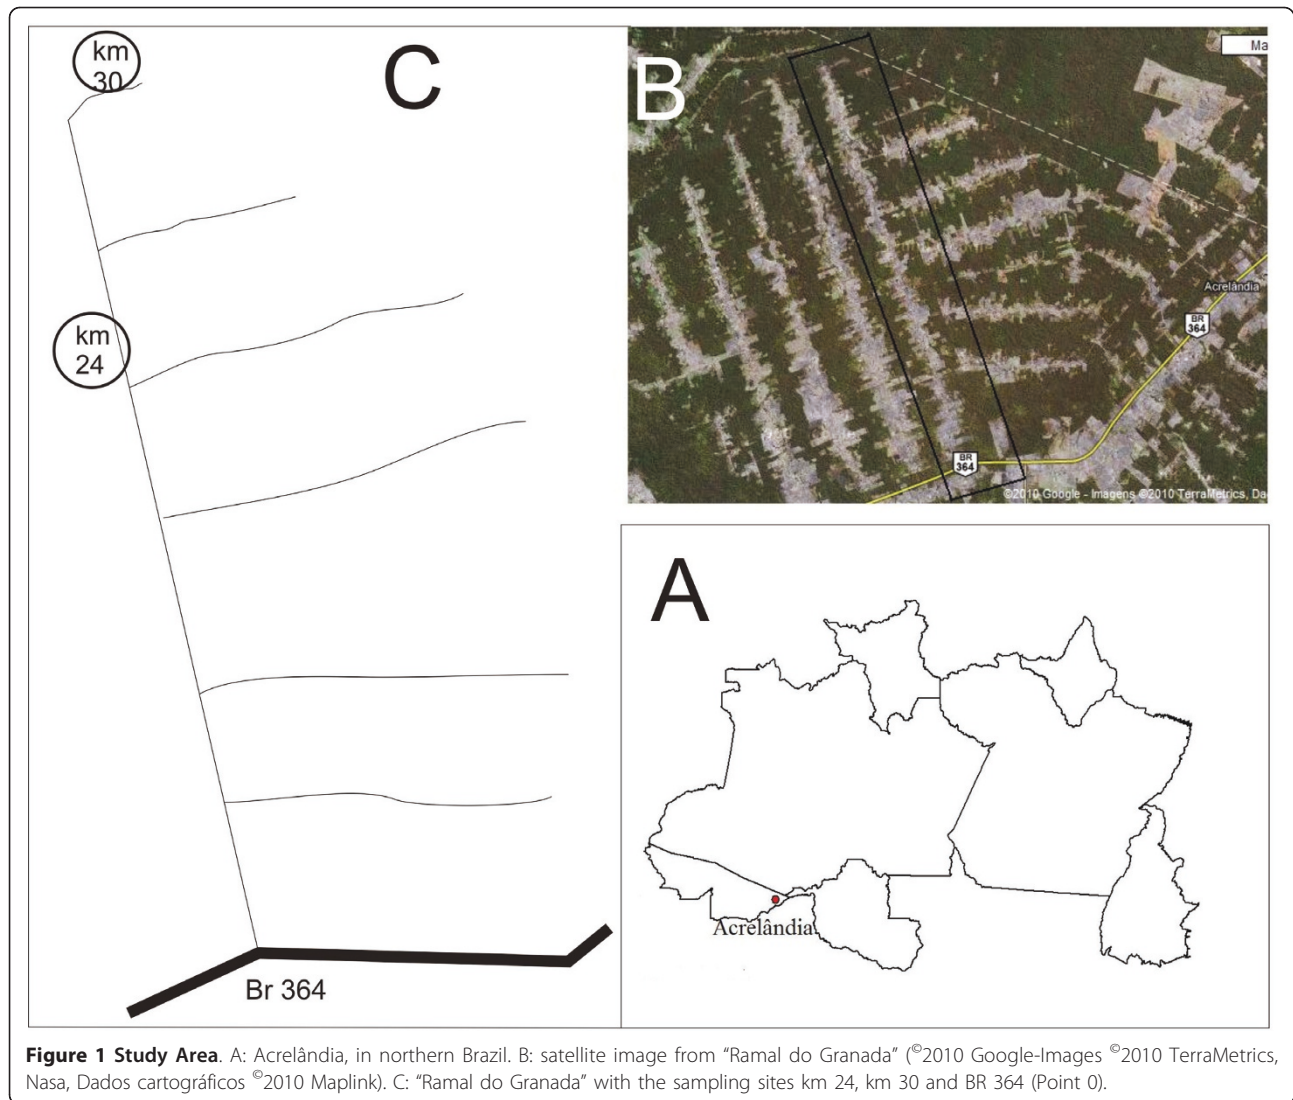 km
30
C
km
24
Br 364
B
Ma
Acrelândia
BR
364
BR
364
©2010 Google - Imagens ©2010 TerraMetrics, Da
A
Acrelândia
Figure 1 Study Area. A: Acrelândia, in northern Brazil. B: satellite image from “Ramal do Granada” (©2010 Google-Images ©2010 TerraMetrics,
Nasa, Dados cartográficos ©2010 Maplink). C: “Ramal do Granada” with the sampling sites km 24, km 30 and BR 364 (Point 0).